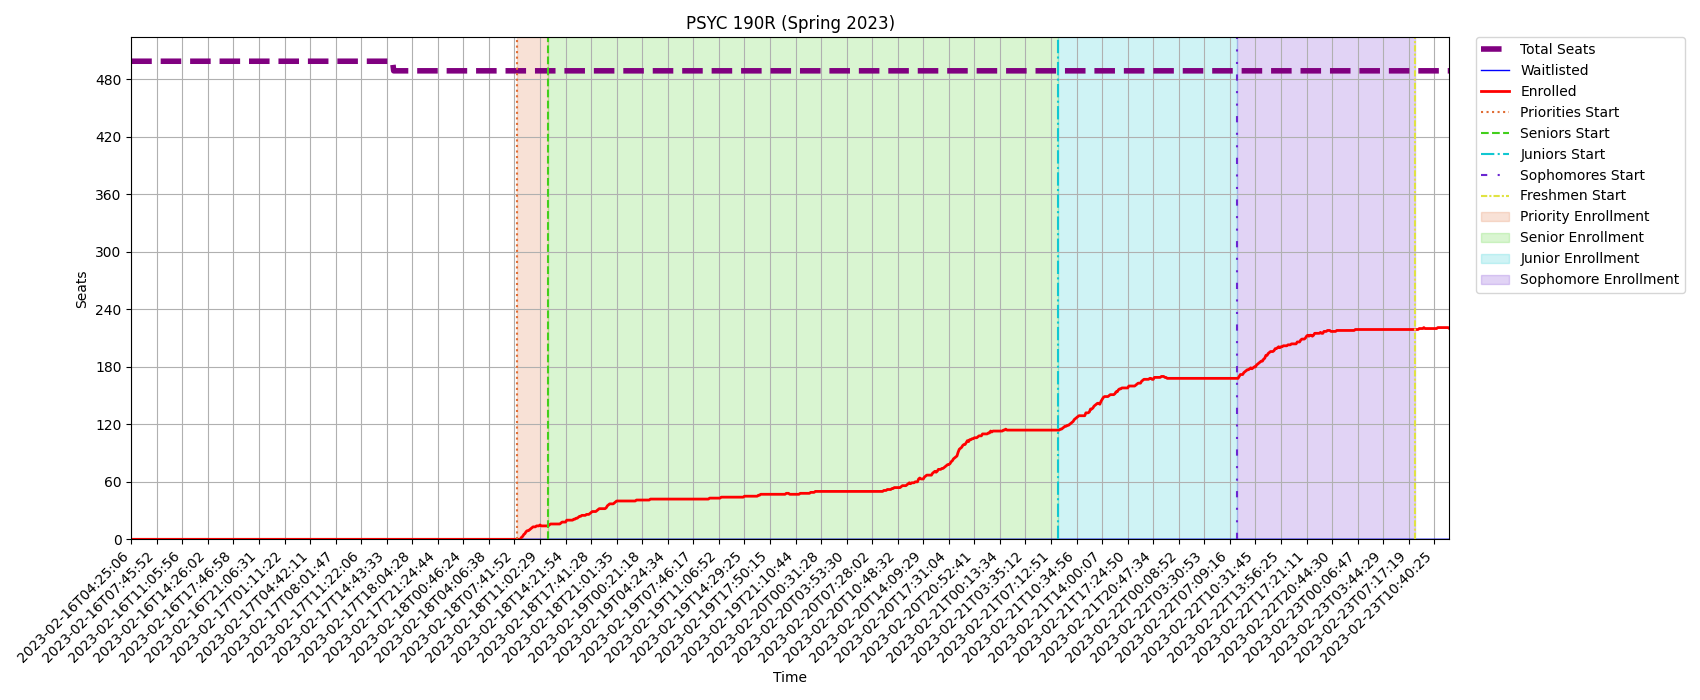 PSYC 190R (Spring 2023)
Seats
480
420
360
300
240
180
120
60
0
2023-02-16T04:25:06
2023-02-16T07:45:52
2023-02-16T11:05:56
2023-02-16T14:26:02
2023-02-16T17:46:58
2023-02-16T21:06:31
2023-02-17T01:11:22
2023-02-17T04:42:11
2023-02-17T08:01:47
2023-02-17T11:22:06
2023-02-17T14:43:33
2023-02-17T18:04:28
2023-02-17T21:24:44
2023-02-18T00:46:24
2023-02-18T04:06:38
2023-02-18T07:41:52
2023-02-18T11:02:29
2023-02-18T14:21:54
2023-02-18T17:41:28
2023-02-18T21:01:35
2023-02-19T00:21:18
2023-02-19T04:24:34
2023-02-19T07:46:17
2023-02-19T11:06:52
2023-02-19T14:29:25
2023-02-19T17:50:15
2023-02-19T21:10:44
2023-02-20T00:31:28
2023-02-20T03:53:30
2023-02-20T07:28:02
2023-02-20T10:48:32
2023-02-20T14:09:29
2023-02-20T17:31:04
2023-02-20T20:52:41
2023-02-21T00:13:34
2023-02-21T03:35:12
2023-02-21T07:12:51
2023-02-21T10:34:56
2023-02-21T14:00:07
2023-02-21T17:24:50
2023-02-21T20:47:34
2023-02-22T00:08:52
2023-02-22T03:30:53
2023-02-22T07:09:16
2023-02-22T10:31:45
2023-02-22T13:56:25
2023-02-22T17:21:11
2023-02-22T20:44:30
2023-02-23T00:06:47
2023-02-23T03:44:29
2023-02-23T07:17:19
2023-02-23T10:40:25
Time
Total Seats
Waitlisted
Enrolled
Priorities Start
Seniors Start
Juniors Start
Sophomores Start
Freshmen Start
Priority Enrollment
Senior Enrollment
Junior Enrollment
Sophomore Enrollment